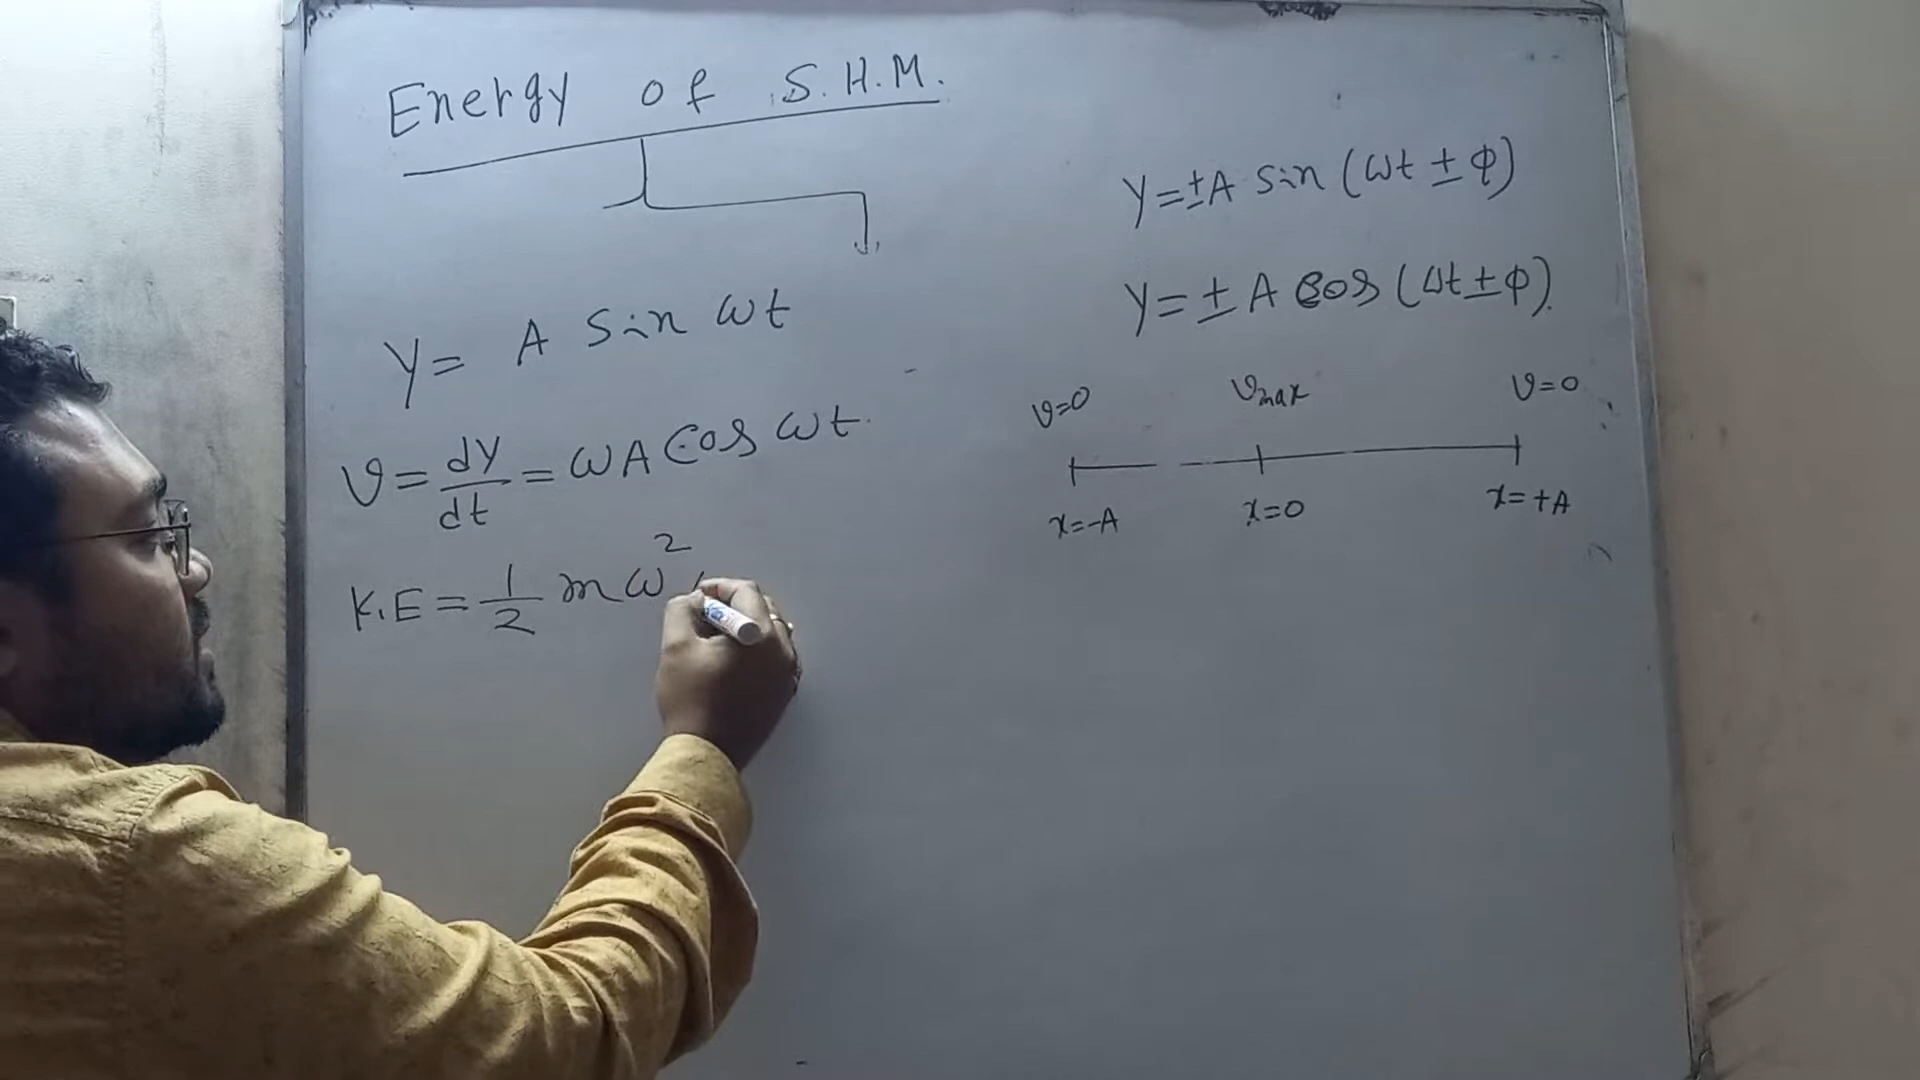 Energy of S.H.M.
y = A Sin ωt
v = dy/dt = ωA Cos ωt.
K.E = 1/2 m ω²
y = ±A Sin (ωt ± φ)
y = ± A Cos (ωt ± φ).
v=0 vmax v=0
x=-A x=0 x=+A